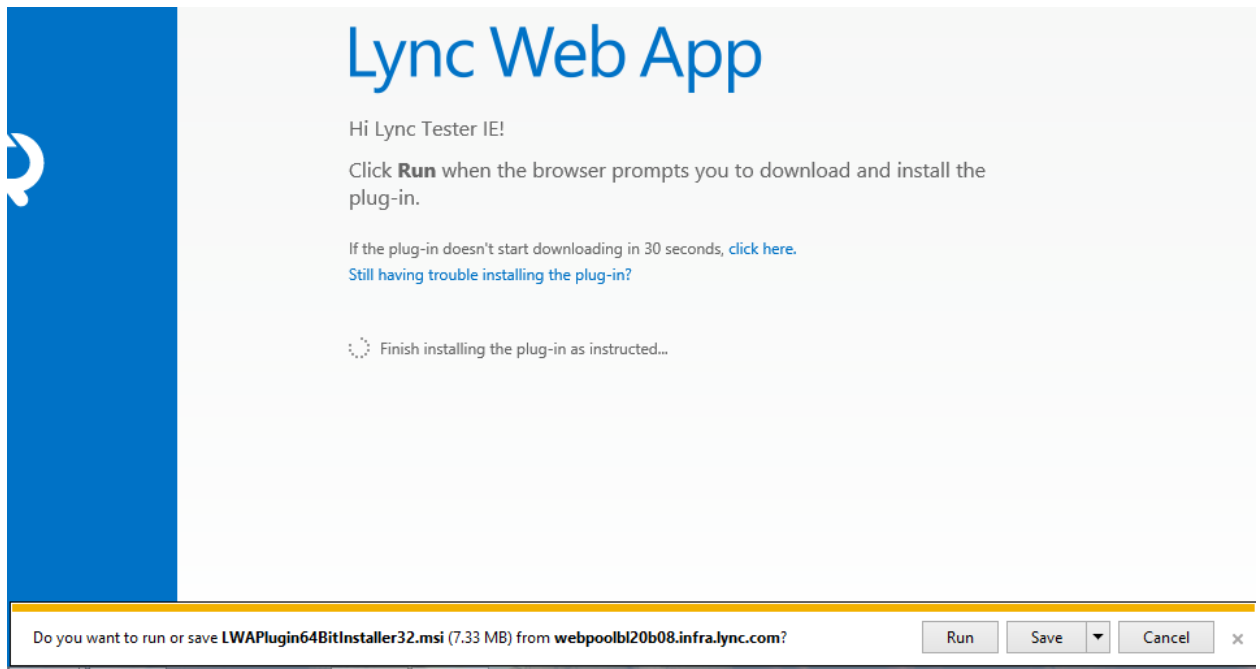 Lync Web App
Hi Lync Tester IE!
Click Run when the browser prompts you to download and install the
plug-in.
If the plug-in doesn't start downloading in 30 seconds, click here.
Still having trouble installing the plug-in?
Finish installing the plug-in as instructed...
Do you want to run or save LWAPlugin64BitInstaller32.msi (7.33 MB) from webpoolbl20b08.infra.lync.com? Run Save Cancel